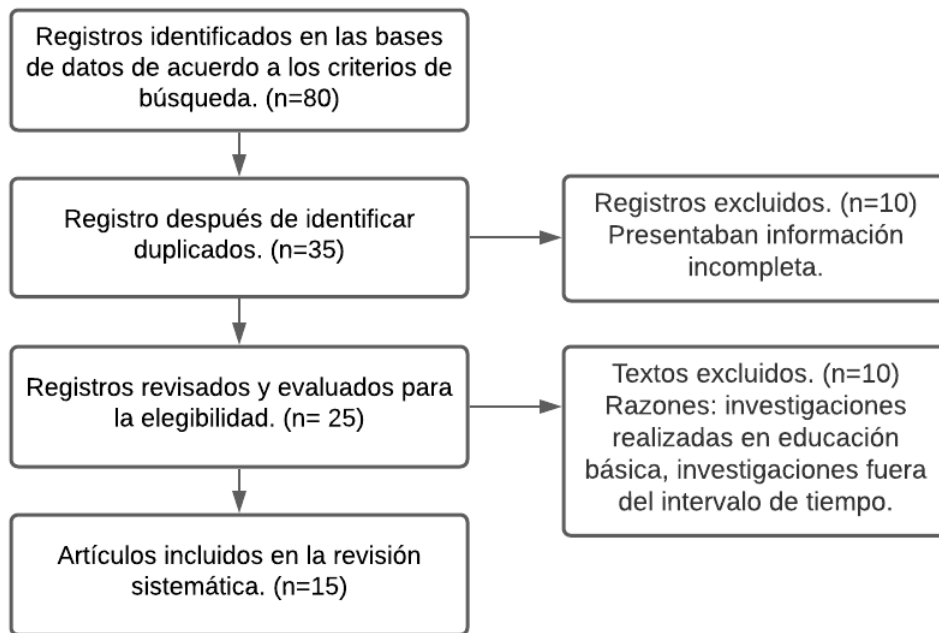 Registros identificados en las bases
de datos de acuerdo a los criterios de
búsqueda. (n=80)
Registro después de identificar
duplicados. (n=35)
Registros excluidos. (n=10)
Presentaban información
incompleta.
Registros revisados y evaluados para
la elegibilidad. (n= 25)
Textos excluidos. (n=10)
Razones: investigaciones
realizadas en educación
básica, investigaciones fuera
del intervalo de tiempo.
Artículos incluidos en la revisión
sistemática. (n=15)